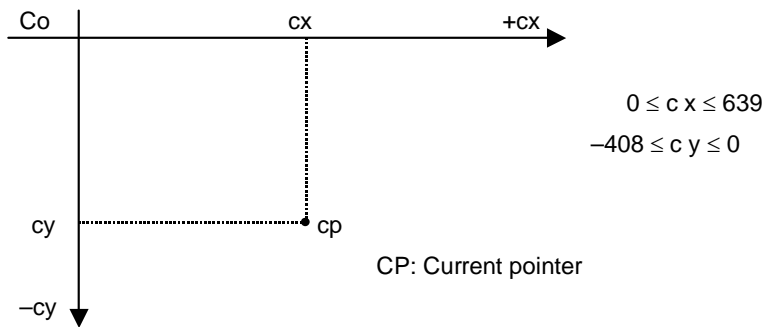 Co cx +cx
0 ≤ c x ≤ 639
–408 ≤ c y ≤ 0
cy cp
CP: Current pointer
–cy